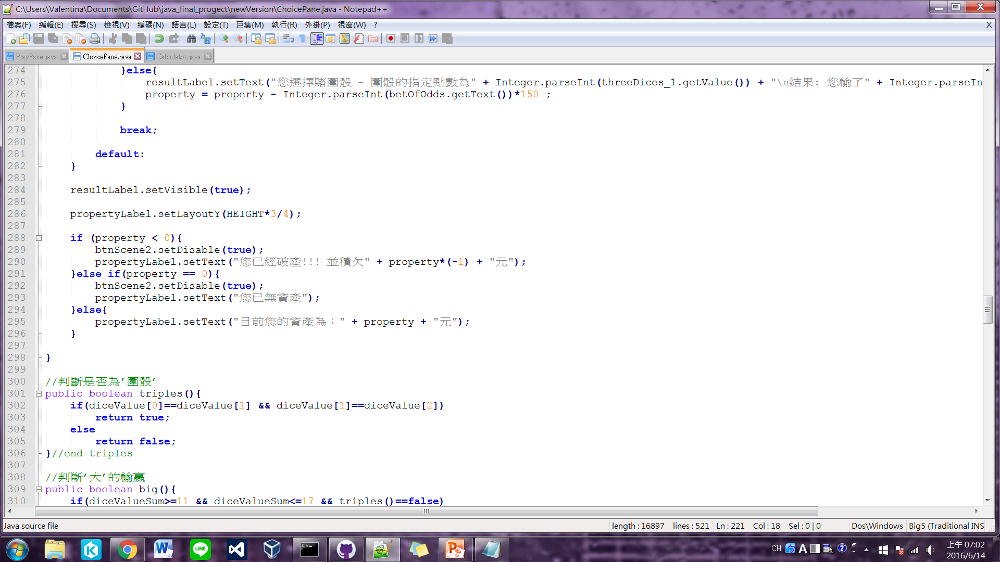 C:\Users\Valentina\Documents\GitHub\java_final_progect\newVersion\ChoicePane.java - Notepad++
檔案(F) 編輯(E) 搜尋(S) 檢視(V) 編碼(N) 語言(L) 設定(T) 巨集(M) 執行(R) 外掛(P) 視窗(W) ? X
PlayPane.java ChoicePane.java Calculator.java
274 }else{
275 resultLabel.setText("您選擇賭圍骰 - 圍骰的指定點數為" + Integer.parseInt(threeDices_1.getValue()) + "\n結果: 您輸了" + Integer.parseIn
276 property = property - Integer.parseInt(betOfOdds.getText())*150 ;
277 }
278
279 break;
280
281 default:
282 }
283
284 resultLabel.setVisible(true);
285
286 propertyLabel.setLayoutY(HEIGHT*3/4);
287
288 if (property < 0){
289 btnScene2.setDisable(true);
290 propertyLabel.setText("您已經破產!!! 並積欠" + property*(-1) + "元");
291 }else if(property == 0){
292 btnScene2.setDisable(true);
293 propertyLabel.setText("您已無資產");
294 }else{
295 propertyLabel.setText("目前您的資產為：" + property + "元");
296 }
297
298 }
299
300 //判斷是否為'圍骰'
301 public boolean triples(){
302 if(diceValue[0]==diceValue[1] && diceValue[1]==diceValue[2])
303 return true;
304 else
305 return false;
306 }//end triples
307
308 //判斷'大'的輸贏
309 public boolean big(){
310 if(diceValueSum>=11 && diceValueSum<=17 && triples()==false)
Java source file length : 16897 lines : 521 Ln : 221 Col : 18 Sel : 0 | 0 Dos\Windows Big5 (Traditional INS
LINE
CH A 上午 07:02
2016/6/14